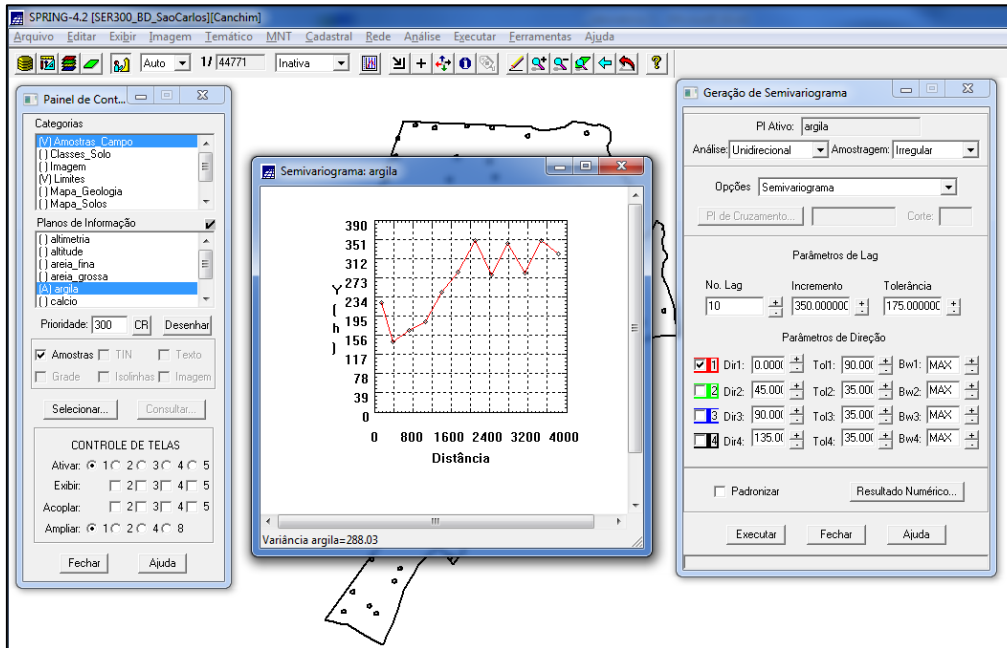 SPRING-4.2 [SER300_BD_SaoCarlos][Canchim]
Arquivo Editar Exibir Imagem Temático MNT Cadastral Rede Análise Executar Ferramentas Ajuda
Auto 1/ 44771 Inativa
Painel de Cont...
Categorias
(V) Amostras_Campo
( ) Classes_Solo
( ) Imagem
(V) Limites
( ) Mapa_Geologia
( ) Mapa_Solos
Planos de Informação
( ) altimetria
( ) altitude
( ) areia_fina
( ) areia_grossa
(A) argila
( ) calcio
Prioridade: 300 CR Desenhar
Amostras TIN Texto
Grade Isolinhas Imagem
Selecionar... Consultar...
CONTROLE DE TELAS
Ativar: 1 2 3 4 5
Exibir: 2 3 4 5
Acoplar: 2 3 4 5
Ampliar: 1 2 4 8
Fechar Ajuda
Semivariograma: argila
390
351
312
273
234
195
156
117
78
39
0
Y(h)
0 800 1600 2400 3200 4000
Distância
Variância argila=288.03
Geração de Semivariograma
PI Ativo: argila
Análise: Unidirecional Amostragem: Irregular
Opções Semivariograma
PI de Cruzamento... Corte:
Parâmetros de Lag
No. Lag Incremento Tolerância
10 350.000000 175.000000
Parâmetros de Direção
1 Dir1: 0.000( Tol1: 90.000 Bw1: MAX
2 Dir2: 45.000 Tol2: 35.000 Bw2: MAX
3 Dir3: 90.000 Tol3: 35.000 Bw3: MAX
4 Dir4: 135.0( Tol4: 35.000 Bw4: MAX
Padronizar Resultado Numérico...
Executar Fechar Ajuda